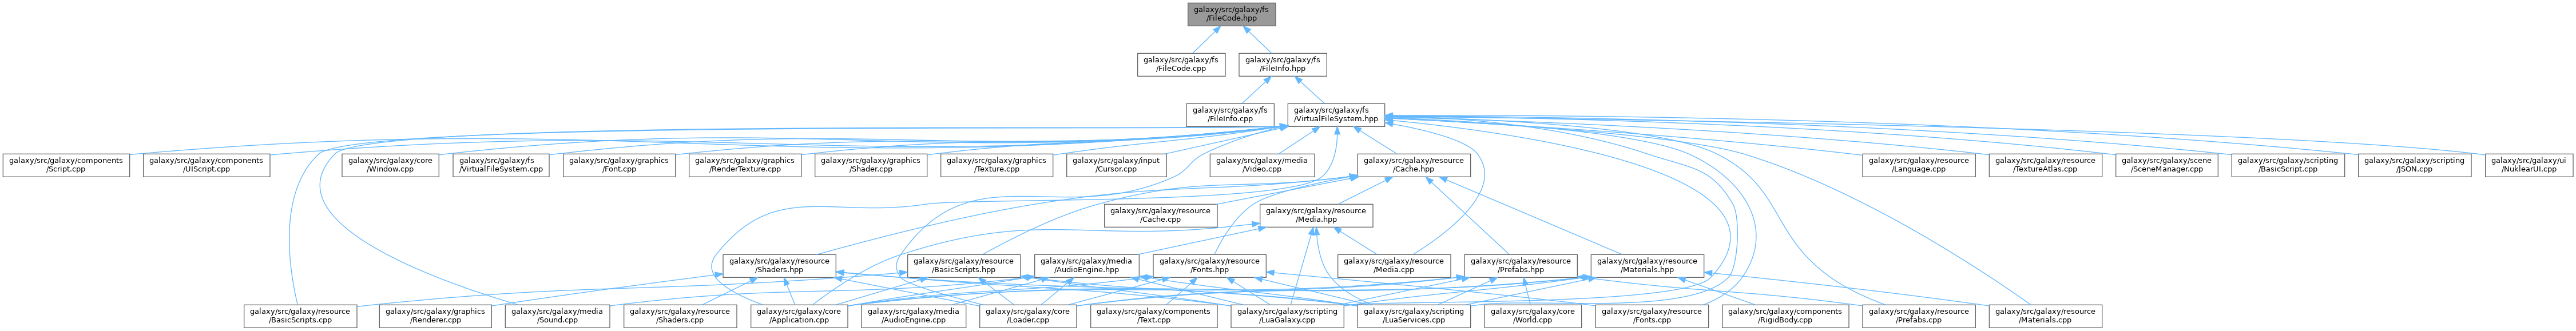 galaxy/src/galaxy/fs
/FileCode.hpp
galaxy/src/galaxy/fs
/FileCode.cpp
galaxy/src/galaxy/fs
/FileInfo.hpp
galaxy/src/galaxy/fs
/FileInfo.cpp
galaxy/src/galaxy/fs
/VirtualFileSystem.hpp
galaxy/src/galaxy/components
/Script.cpp
galaxy/src/galaxy/components
/UIScript.cpp
galaxy/src/galaxy/core
/Window.cpp
galaxy/src/galaxy/fs
/VirtualFileSystem.cpp
galaxy/src/galaxy/graphics
/Font.cpp
galaxy/src/galaxy/graphics
/RenderTexture.cpp
galaxy/src/galaxy/graphics
/Shader.cpp
galaxy/src/galaxy/graphics
/Texture.cpp
galaxy/src/galaxy/input
/Cursor.cpp
galaxy/src/galaxy/media
/Video.cpp
galaxy/src/galaxy/resource
/Cache.hpp
galaxy/src/galaxy/resource
/Language.cpp
galaxy/src/galaxy/resource
/TextureAtlas.cpp
galaxy/src/galaxy/scene
/SceneManager.cpp
galaxy/src/galaxy/scripting
/BasicScript.cpp
galaxy/src/galaxy/scripting
/JSON.cpp
galaxy/src/galaxy/ui
/NuklearUI.cpp
galaxy/src/galaxy/resource
/Cache.cpp
galaxy/src/galaxy/resource
/Media.hpp
galaxy/src/galaxy/resource
/Shaders.hpp
galaxy/src/galaxy/resource
/BasicScripts.hpp
galaxy/src/galaxy/media
/AudioEngine.hpp
galaxy/src/galaxy/resource
/Fonts.hpp
galaxy/src/galaxy/resource
/Media.cpp
galaxy/src/galaxy/resource
/Prefabs.hpp
galaxy/src/galaxy/resource
/Materials.hpp
galaxy/src/galaxy/resource
/BasicScripts.cpp
galaxy/src/galaxy/graphics
/Renderer.cpp
galaxy/src/galaxy/media
/Sound.cpp
galaxy/src/galaxy/resource
/Shaders.cpp
galaxy/src/galaxy/core
/Application.cpp
galaxy/src/galaxy/media
/AudioEngine.cpp
galaxy/src/galaxy/core
/Loader.cpp
galaxy/src/galaxy/components
/Text.cpp
galaxy/src/galaxy/scripting
/LuaGalaxy.cpp
galaxy/src/galaxy/scripting
/LuaServices.cpp
galaxy/src/galaxy/core
/World.cpp
galaxy/src/galaxy/resource
/Fonts.cpp
galaxy/src/galaxy/components
/RigidBody.cpp
galaxy/src/galaxy/resource
/Prefabs.cpp
galaxy/src/galaxy/resource
/Materials.cpp